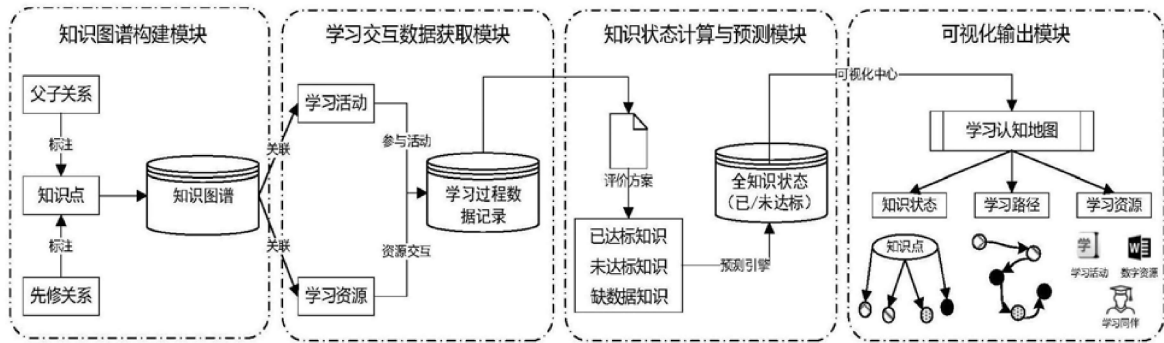 知识图谱构建模块
父子关系
标注
知识点
标注
先修关系
知识图谱
关联
关联
学习交互数据获取模块
学习活动
参与活动
学习过程数
据记录
资源交互
学习资源
知识状态计算与预测模块
评价方案
已达标知识
未达标知识
缺数据知识
预测引擎
全知识状态
（已/未达标）
可视化中心
可视化输出模块
学习认知地图
知识状态
学习路径
学习资源
知识点
学
W
学习活动
数字资源
学习同伴